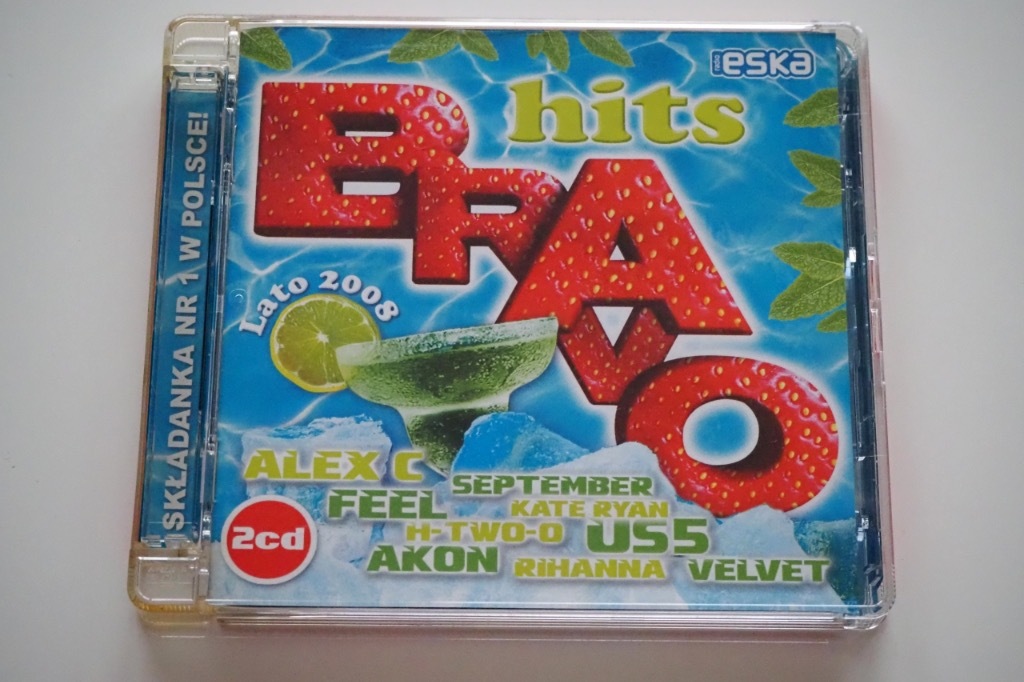 SKŁADANKA NR 1 W POLSCE!
radio eska
hits
BRAVO
Lato 2008
ALEX C
SEPTEMBER
FEEL
KATE RYAN
H-TWO-O
US5
2cd
AKON
RIHANNA
VELVET